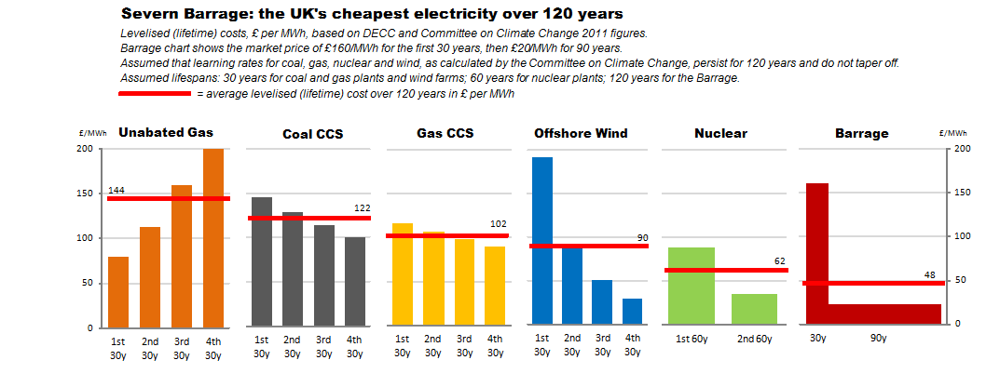 Severn Barrage: the UK's cheapest electricity over 120 years
Levelised (lifetime) costs, £ per MWh, based on DECC and Committee on Climate Change 2011 figures.
Barrage chart shows the market price of £160/MWh for the first 30 years, then £20/MWh for 90 years.
Assumed that learning rates for coal, gas, nuclear and wind, as calculated by the Committee on Climate Change, persist for 120 years and do not taper off.
Assumed lifespans: 30 years for coal and gas plants and wind farms; 60 years for nuclear plants; 120 years for the Barrage.
= average levelised (lifetime) cost over 120 years in £ per MWh
£/MWh Unabated Gas Coal CCS Gas CCS Offshore Wind Nuclear Barrage £/MWh
200 200
144 150 122 102 90 62 48 150
100 100
50 50
0 0
1st 2nd 3rd 4th 1st 2nd 3rd 4th 1st 2nd 3rd 4th 1st 2nd 3rd 4th 1st 60y 2nd 60y 30y 90y
30y 30y 30y 30y 30y 30y 30y 30y 30y 30y 30y 30y 30y 30y 30y 30y